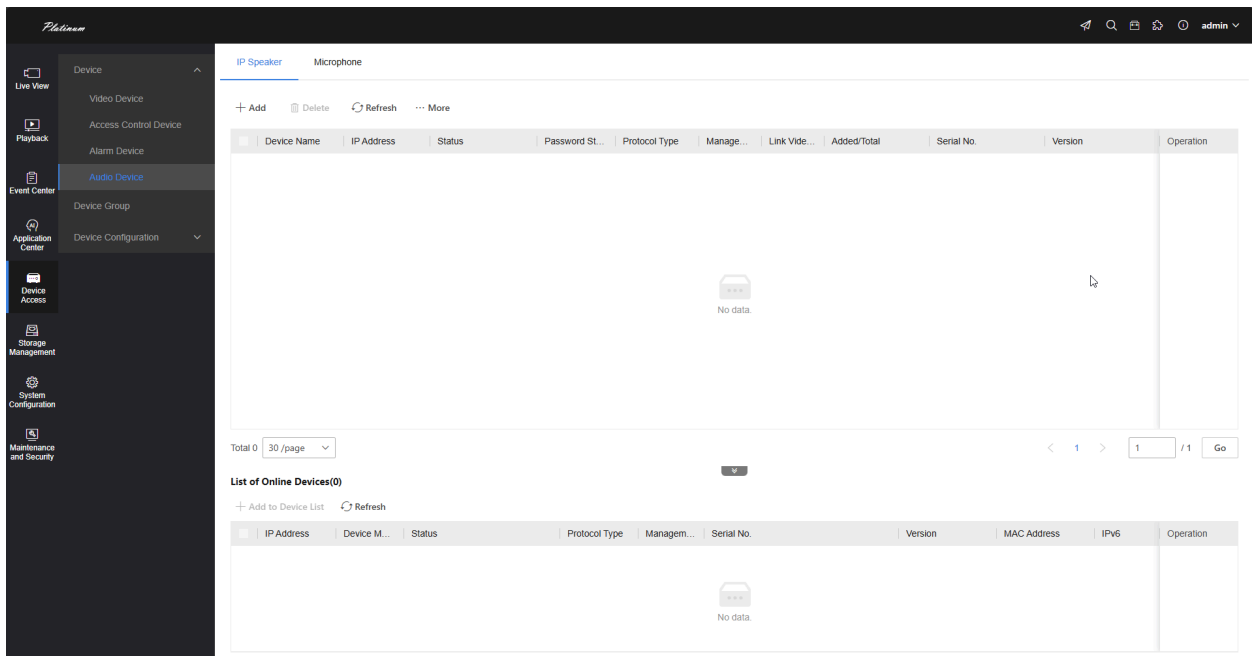 Platinum
admin
Live View
Playback
Event Center
AI
Application Center
Device Access
Storage Management
System Configuration
Maintenance and Security
Device
Video Device
Access Control Device
Alarm Device
Audio Device
Device Group
Device Configuration
IP Speaker Microphone
Add Delete Refresh ··· More
Device Name IP Address Status Password St... Protocol Type Manage... Link Vide... Added/Total Serial No. Version Operation
No data.
Total 0 30 /page < 1 > 1 / 1 Go
List of Online Devices(0)
Add to Device List Refresh
IP Address Device M... Status Protocol Type Managem... Serial No. Version MAC Address IPv6 Operation
No data.